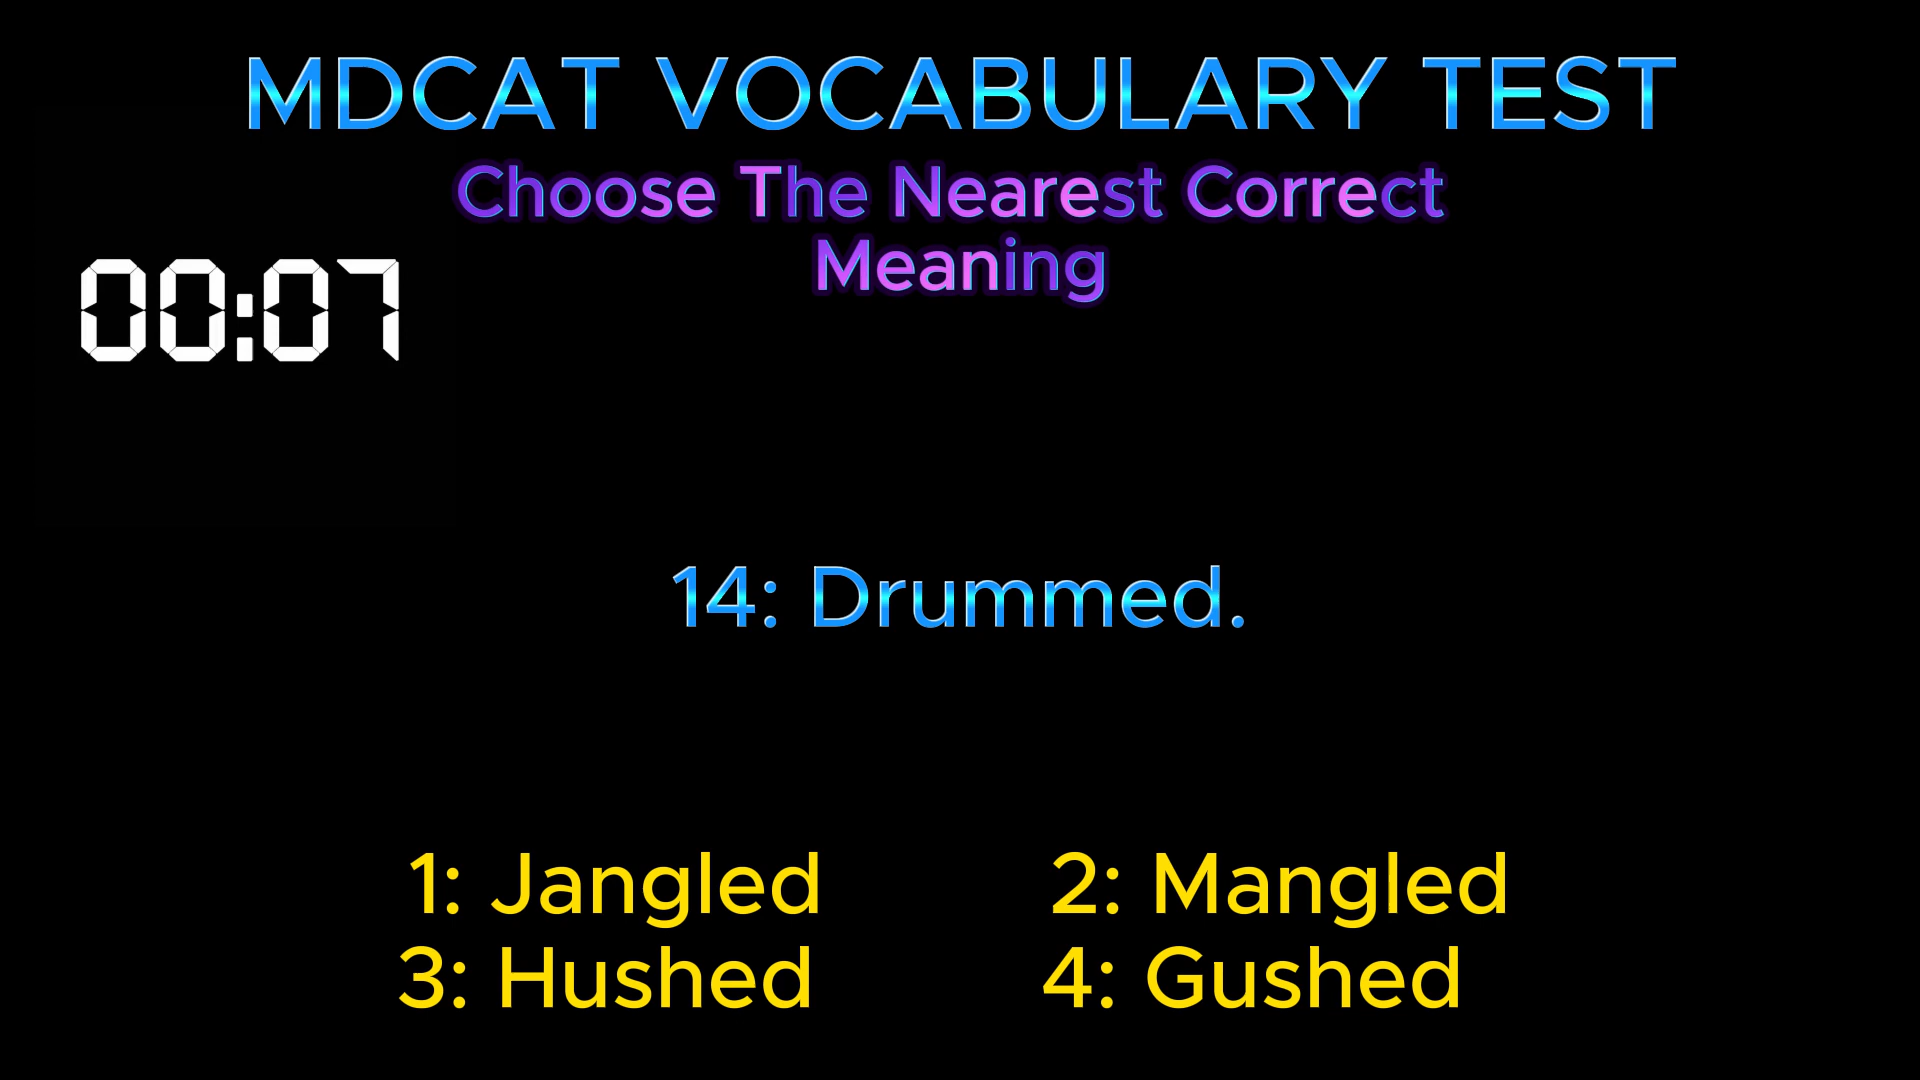 MDCAT VOCABULARY TEST
Choose The Nearest Correct
Meaning
00:07
14: Drummed.
1: Jangled 2: Mangled
3: Hushed 4: Gushed